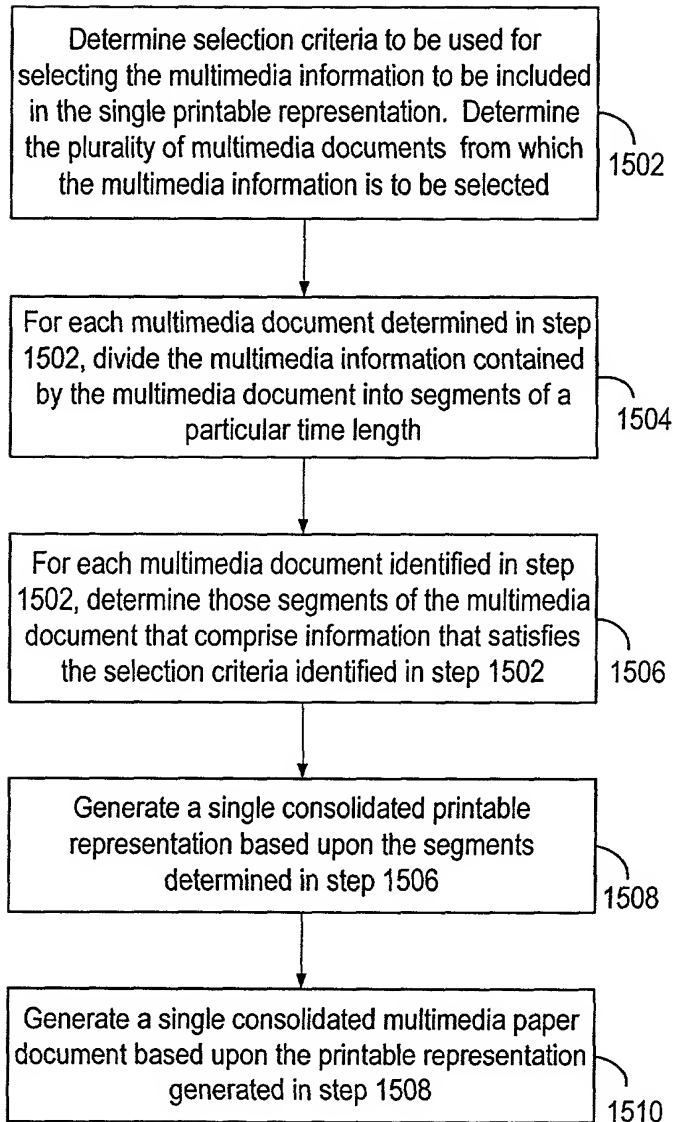 Determine selection criteria to be used for
selecting the multimedia information to be included
in the single printable representation. Determine
the plurality of multimedia documents from which
the multimedia information is to be selected
1502
For each multimedia document determined in step
1502, divide the multimedia information contained
by the multimedia document into segments of a
particular time length
1504
For each multimedia document identified in step
1502, determine those segments of the multimedia
document that comprise information that satisfies
the selection criteria identified in step 1502
1506
Generate a single consolidated printable
representation based upon the segments
determined in step 1506
1508
Generate a single consolidated multimedia paper
document based upon the printable representation
generated in step 1508
1510